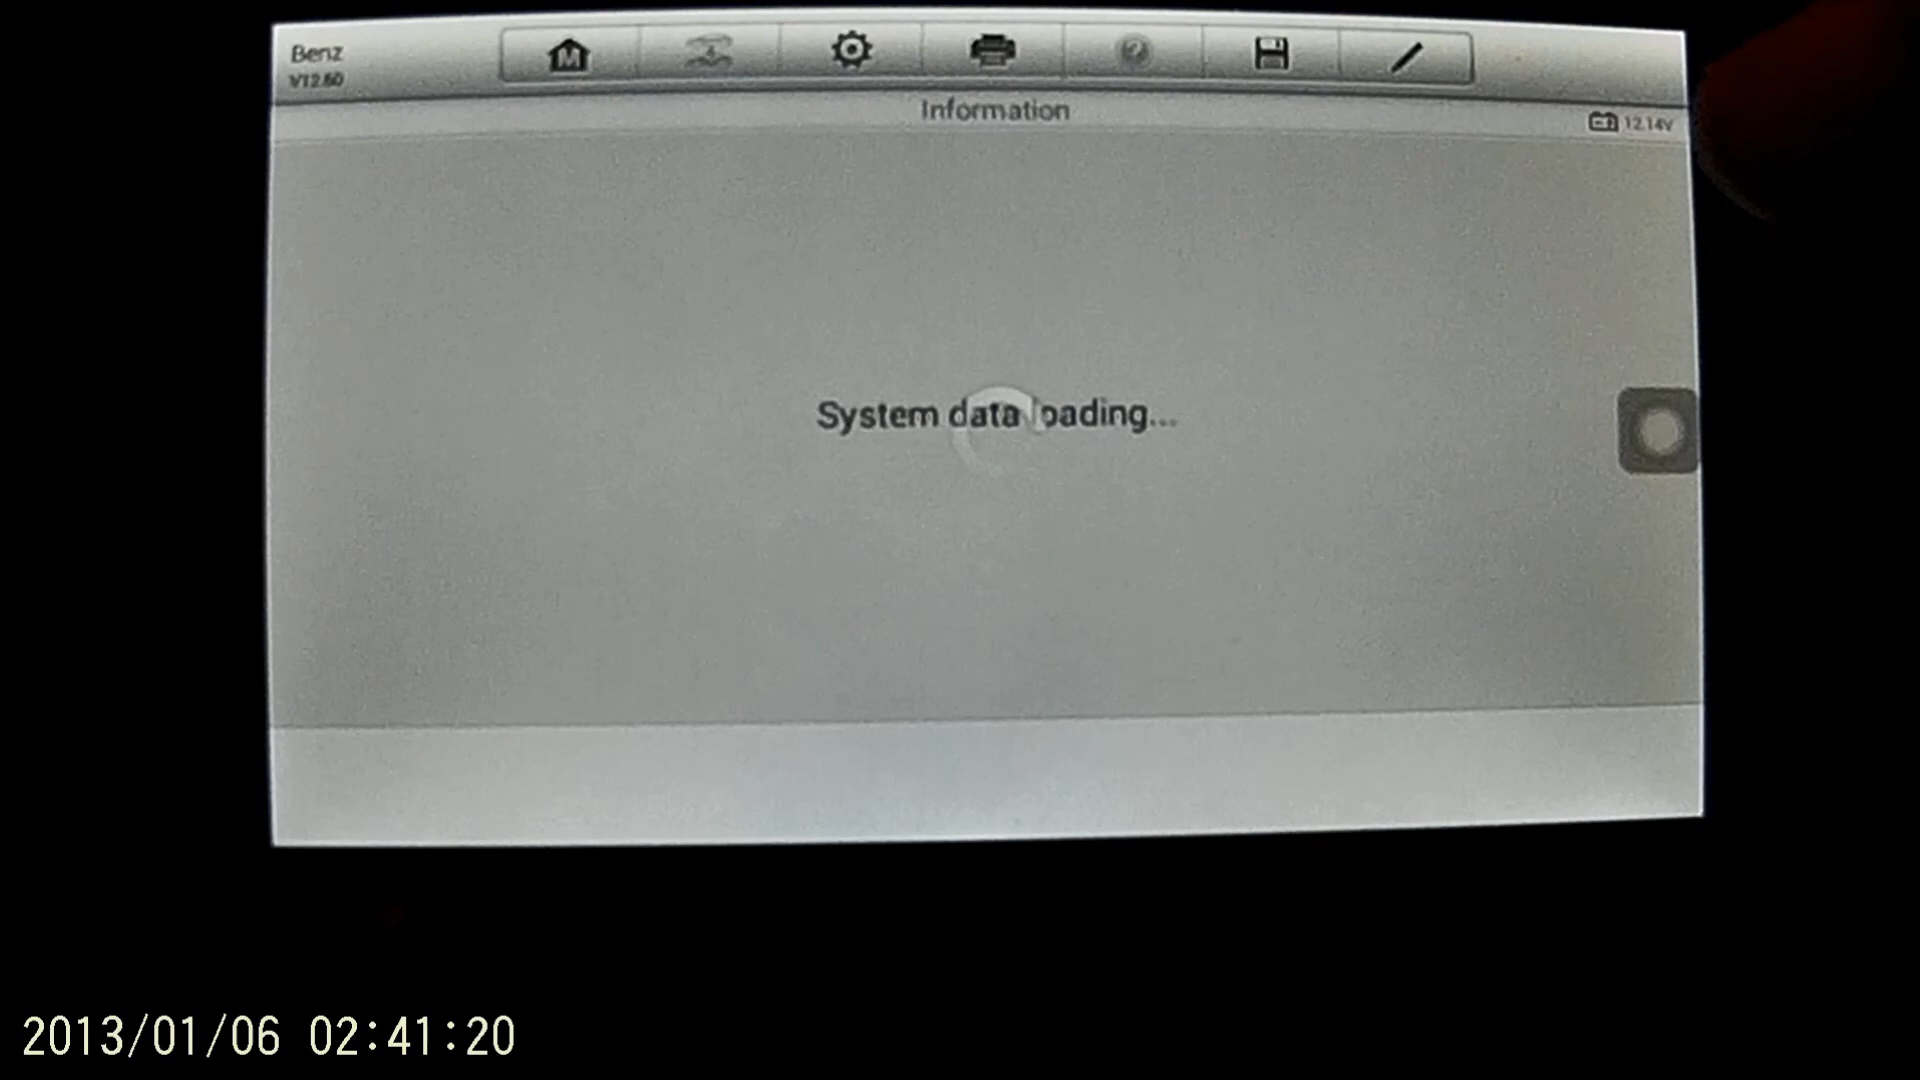 Benz
V12.60
Information
12.14V
System data loading...
2013/01/06 02:41:20